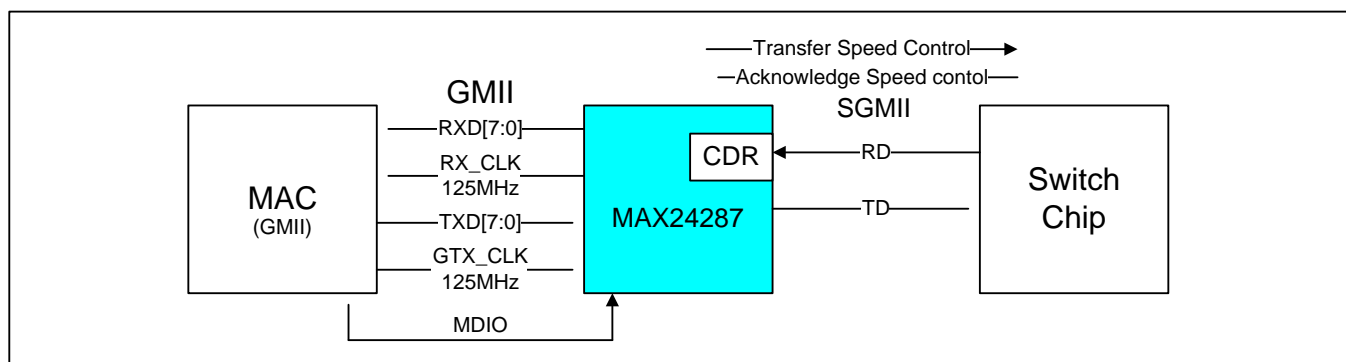 Transfer Speed Control
Acknowledge Speed contol
GMII
SGMII
RXD[7:0]
RX_CLK
125MHz
TXD[7:0]
GTX_CLK
125MHz
MAC
(GMII)
CDR
MAX24287
RD
TD
Switch
Chip
MDIO